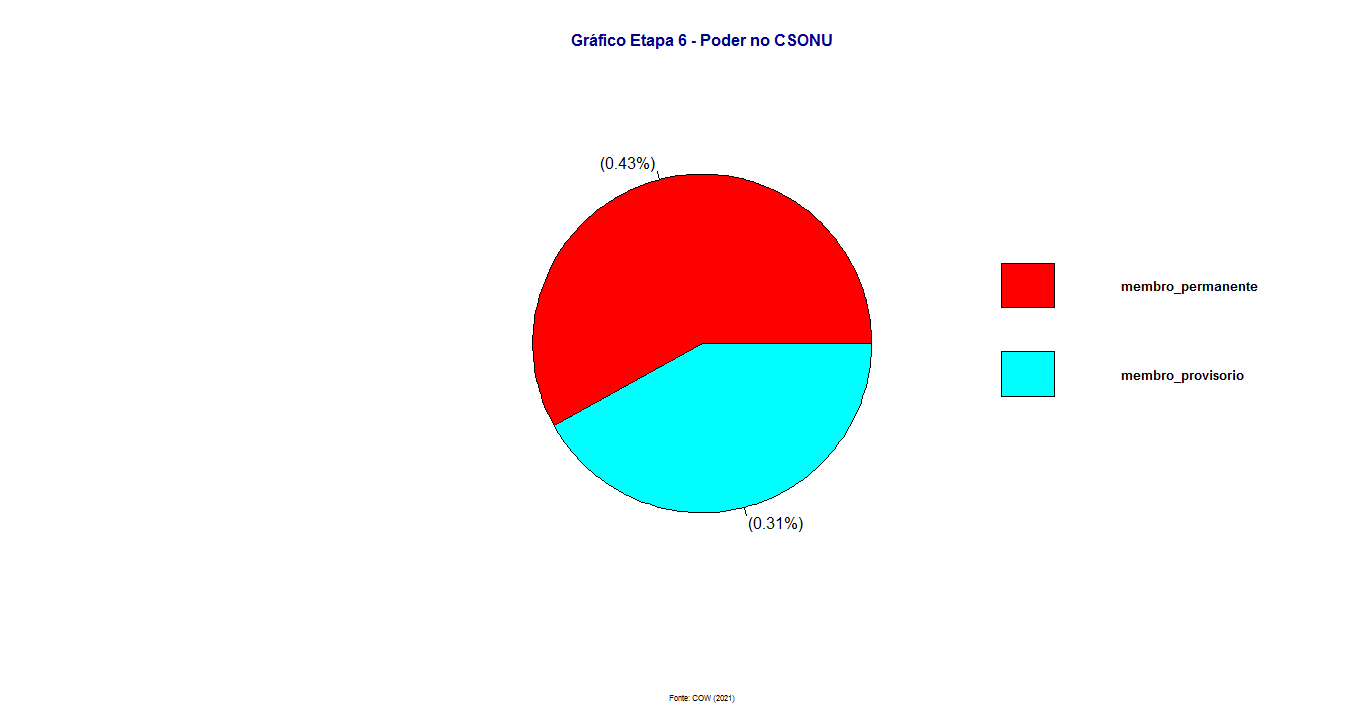 Gráfico Etapa 6 - Poder no CSONU
(0.43%)
membro_permanente
membro_provisorio
(0.31%)
Fonte: COW (2021)